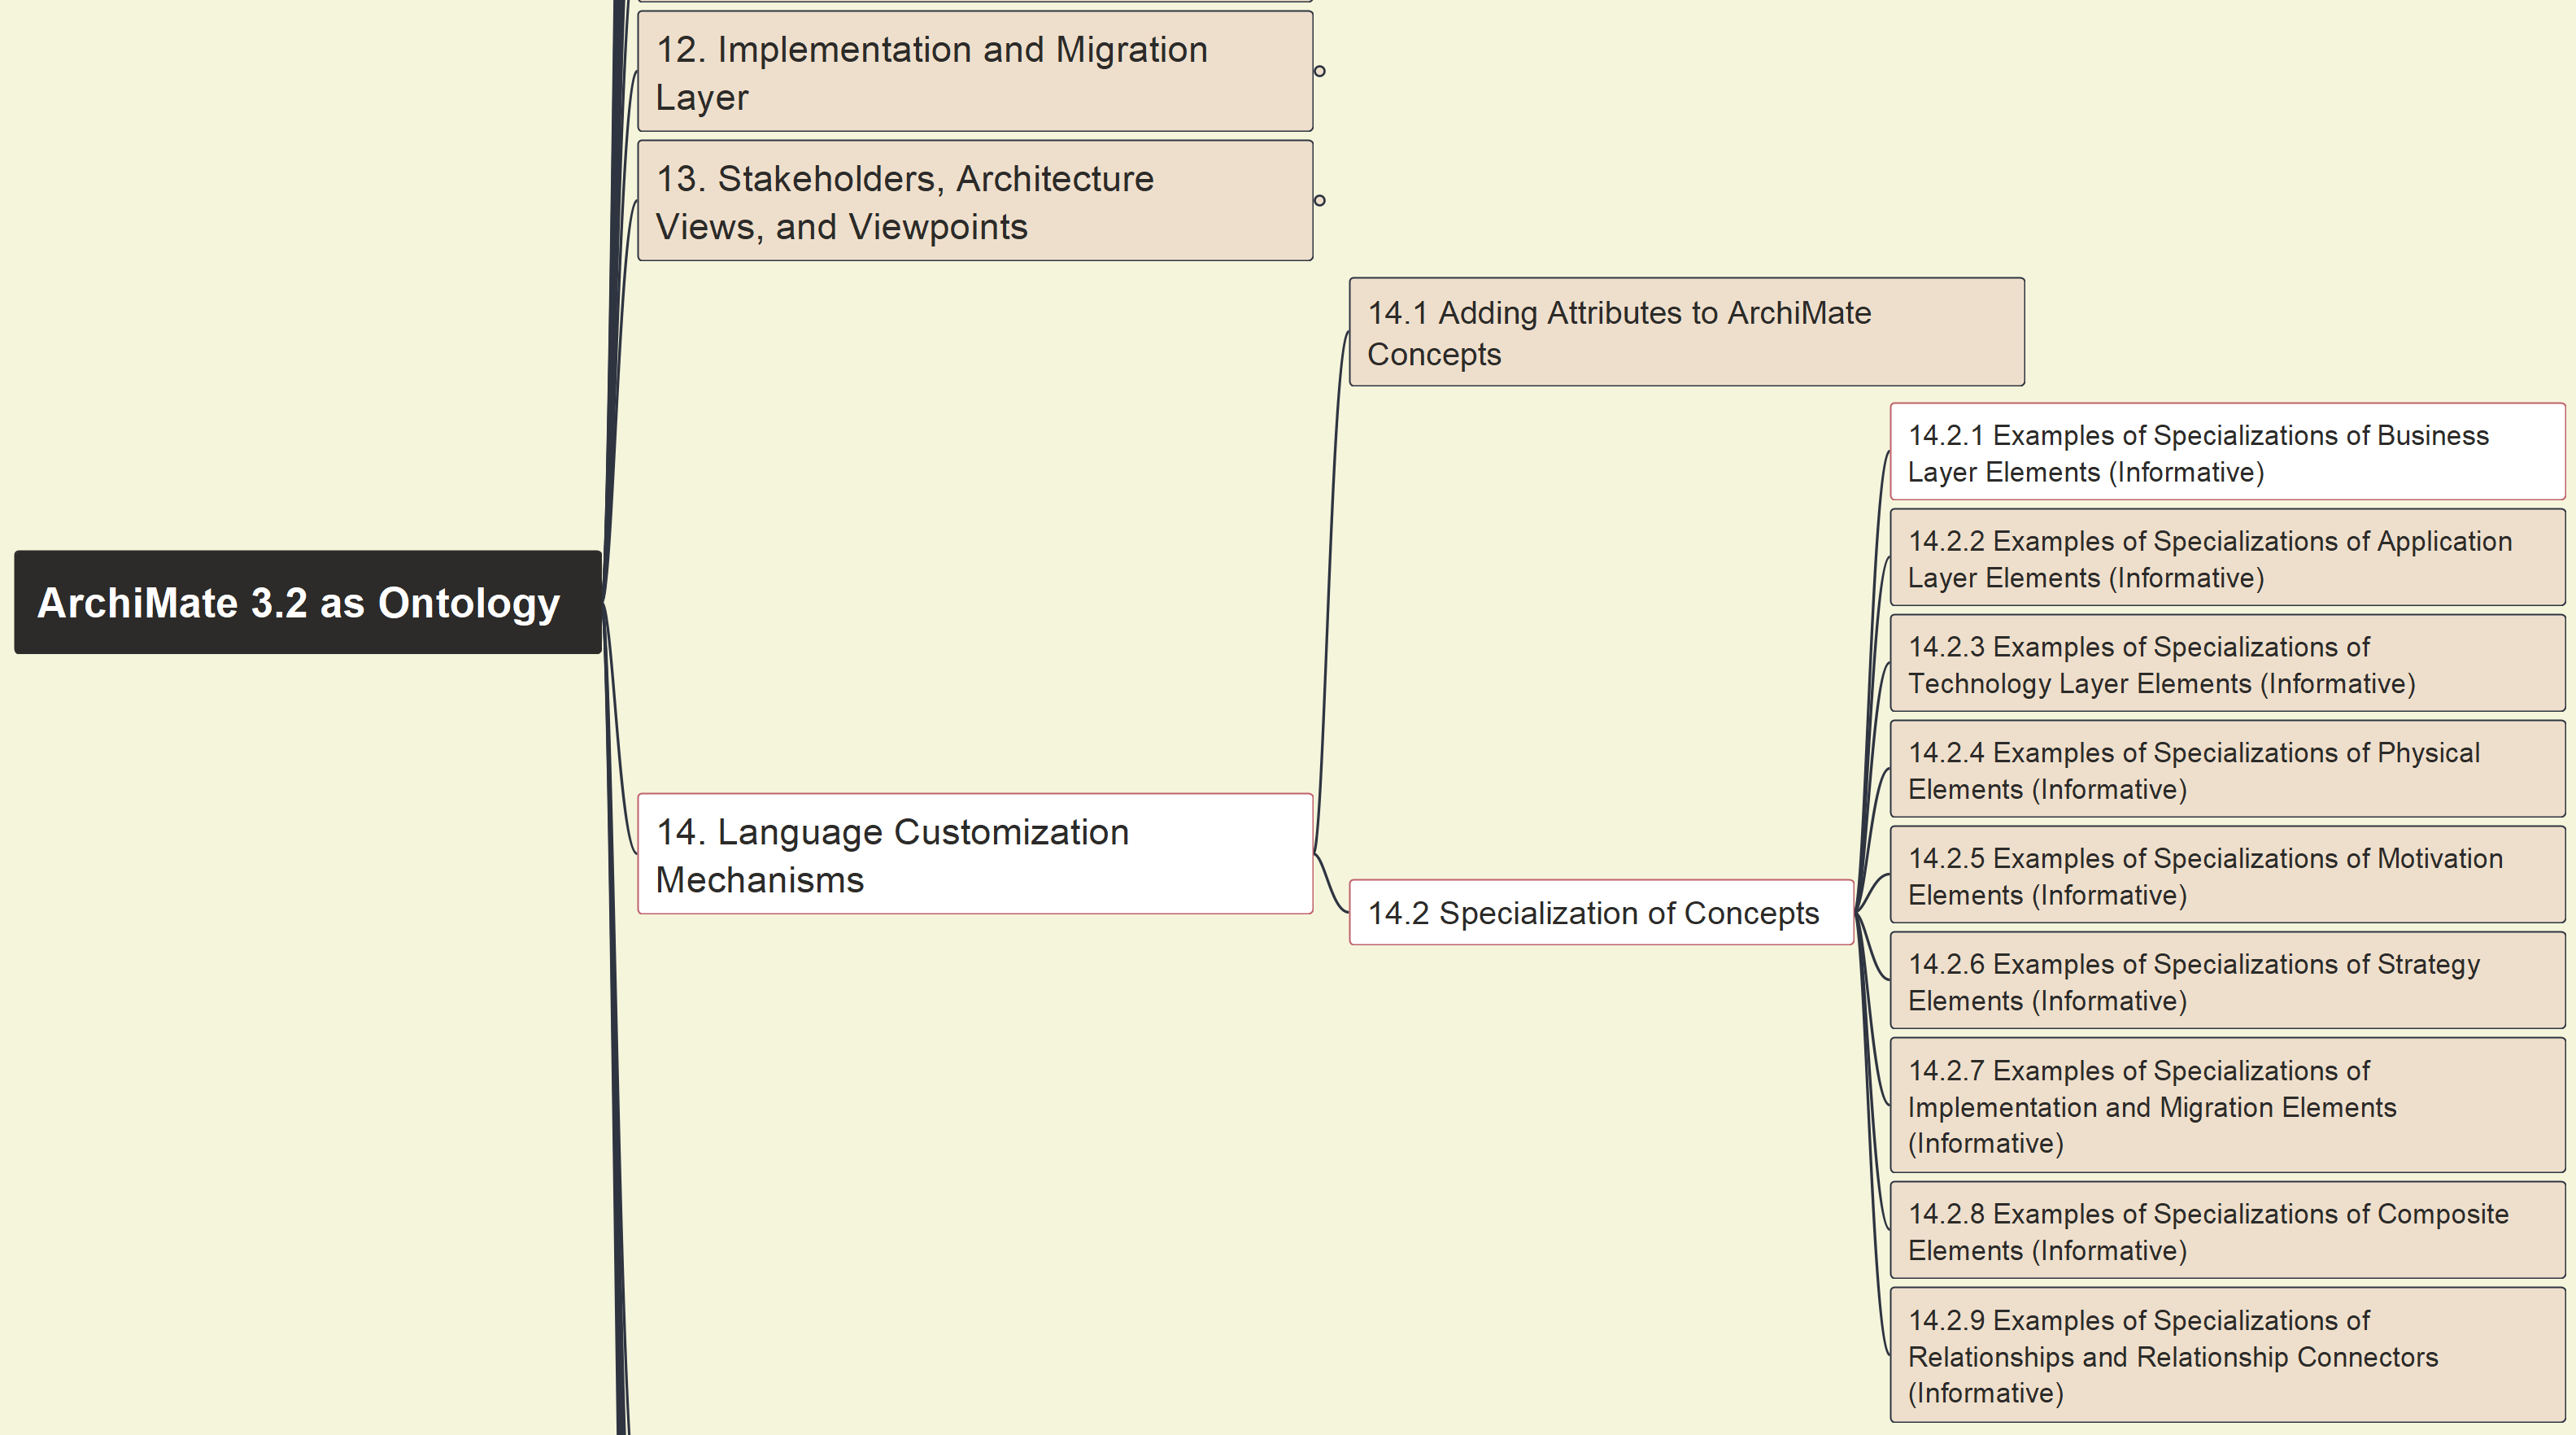 12. Implementation and Migration
Layer
13. Stakeholders, Architecture
Views, and Viewpoints
14.1 Adding Attributes to ArchiMate
Concepts
14.2.1 Examples of Specializations of Business
Layer Elements (Informative)
14.2.2 Examples of Specializations of Application
Layer Elements (Informative)
ArchiMate 3.2 as Ontology
14.2.3 Examples of Specializations of
Technology Layer Elements (Informative)
14.2.4 Examples of Specializations of Physical
Elements (Informative)
14. Language Customization
Mechanisms
14.2 Specialization of Concepts
14.2.5 Examples of Specializations of Motivation
Elements (Informative)
14.2.6 Examples of Specializations of Strategy
Elements (Informative)
14.2.7 Examples of Specializations of
Implementation and Migration Elements
(Informative)
14.2.8 Examples of Specializations of Composite
Elements (Informative)
14.2.9 Examples of Specializations of
Relationships and Relationship Connectors
(Informative)